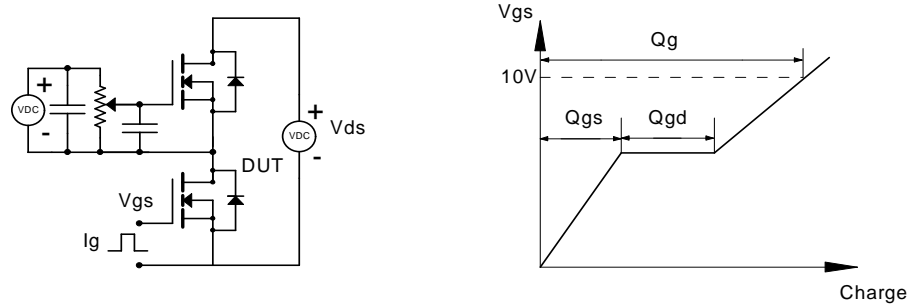 +
VDC
-
+
VDC
-
Vds
DUT
Vgs
Ig
Vgs
Qg
10V
Qgs
Qgd
Charge